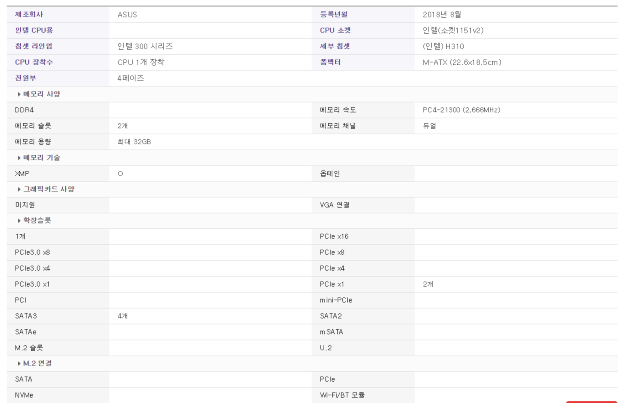 제조회사 ASUS 등록년월 2018년 8월
인텔 CPU용 CPU 소켓 인텔(소켓1151v2)
칩셋 라인업 인텔 300 시리즈 세부 칩셋 (인텔) H310
CPU 장착수 CPU 1개 장착 폼팩터 M-ATX (22.6x18.5cm)
전원부 4페이즈
메모리 사양
DDR4 메모리 속도 PC4-21300 (2,666MHz)
메모리 슬롯 2개 메모리 채널 듀얼
메모리 용량 최대 32GB
메모리 기술
XMP O 옵테인
그래픽카드 사양
미지원 VGA 연결
확장슬롯
1개 PCIe x16
PCIe3.0 x8 PCIe x8
PCIe3.0 x4 PCIe x4
PCIe3.0 x1 PCIe x1 2개
PCI mini-PCIe
SATA3 4개 SATA2
SATAe mSATA
M.2 슬롯 U.2
M.2 연결
SATA PCIe
NVMe Wi-Fi/BT 모듈